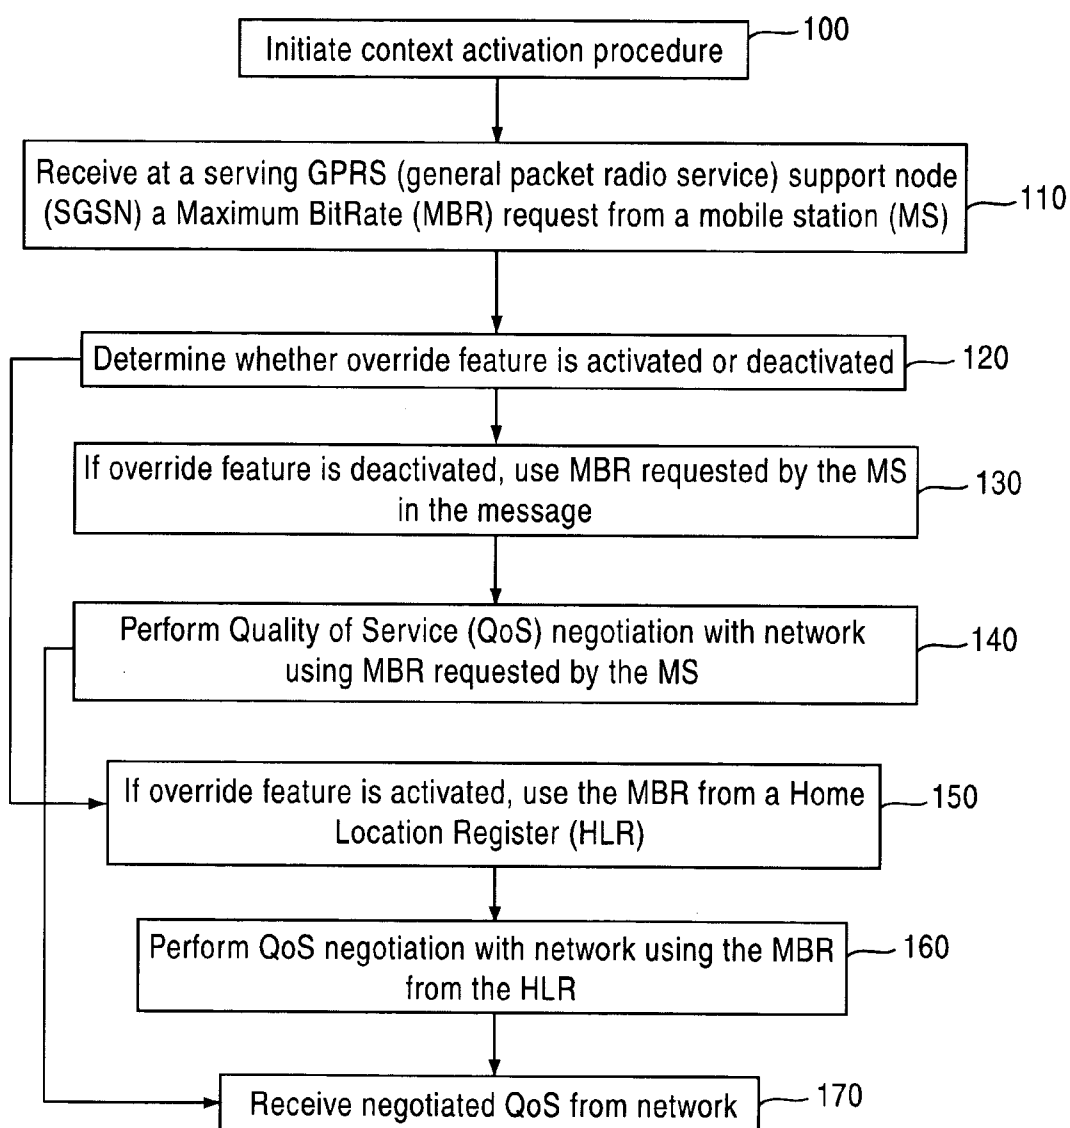 Initiate context activation procedure
100
Receive at a serving GPRS (general packet radio service) support node
(SGSN) a Maximum BitRate (MBR) request from a mobile station (MS)
110
Determine whether override feature is activated or deactivated
120
If override feature is deactivated, use MBR requested by the MS
in the message
130
Perform Quality of Service (QoS) negotiation with network
using MBR requested by the MS
140
If override feature is activated, use the MBR from a Home
Location Register (HLR)
150
Perform QoS negotiation with network using the MBR
from the HLR
160
Receive negotiated QoS from network
170